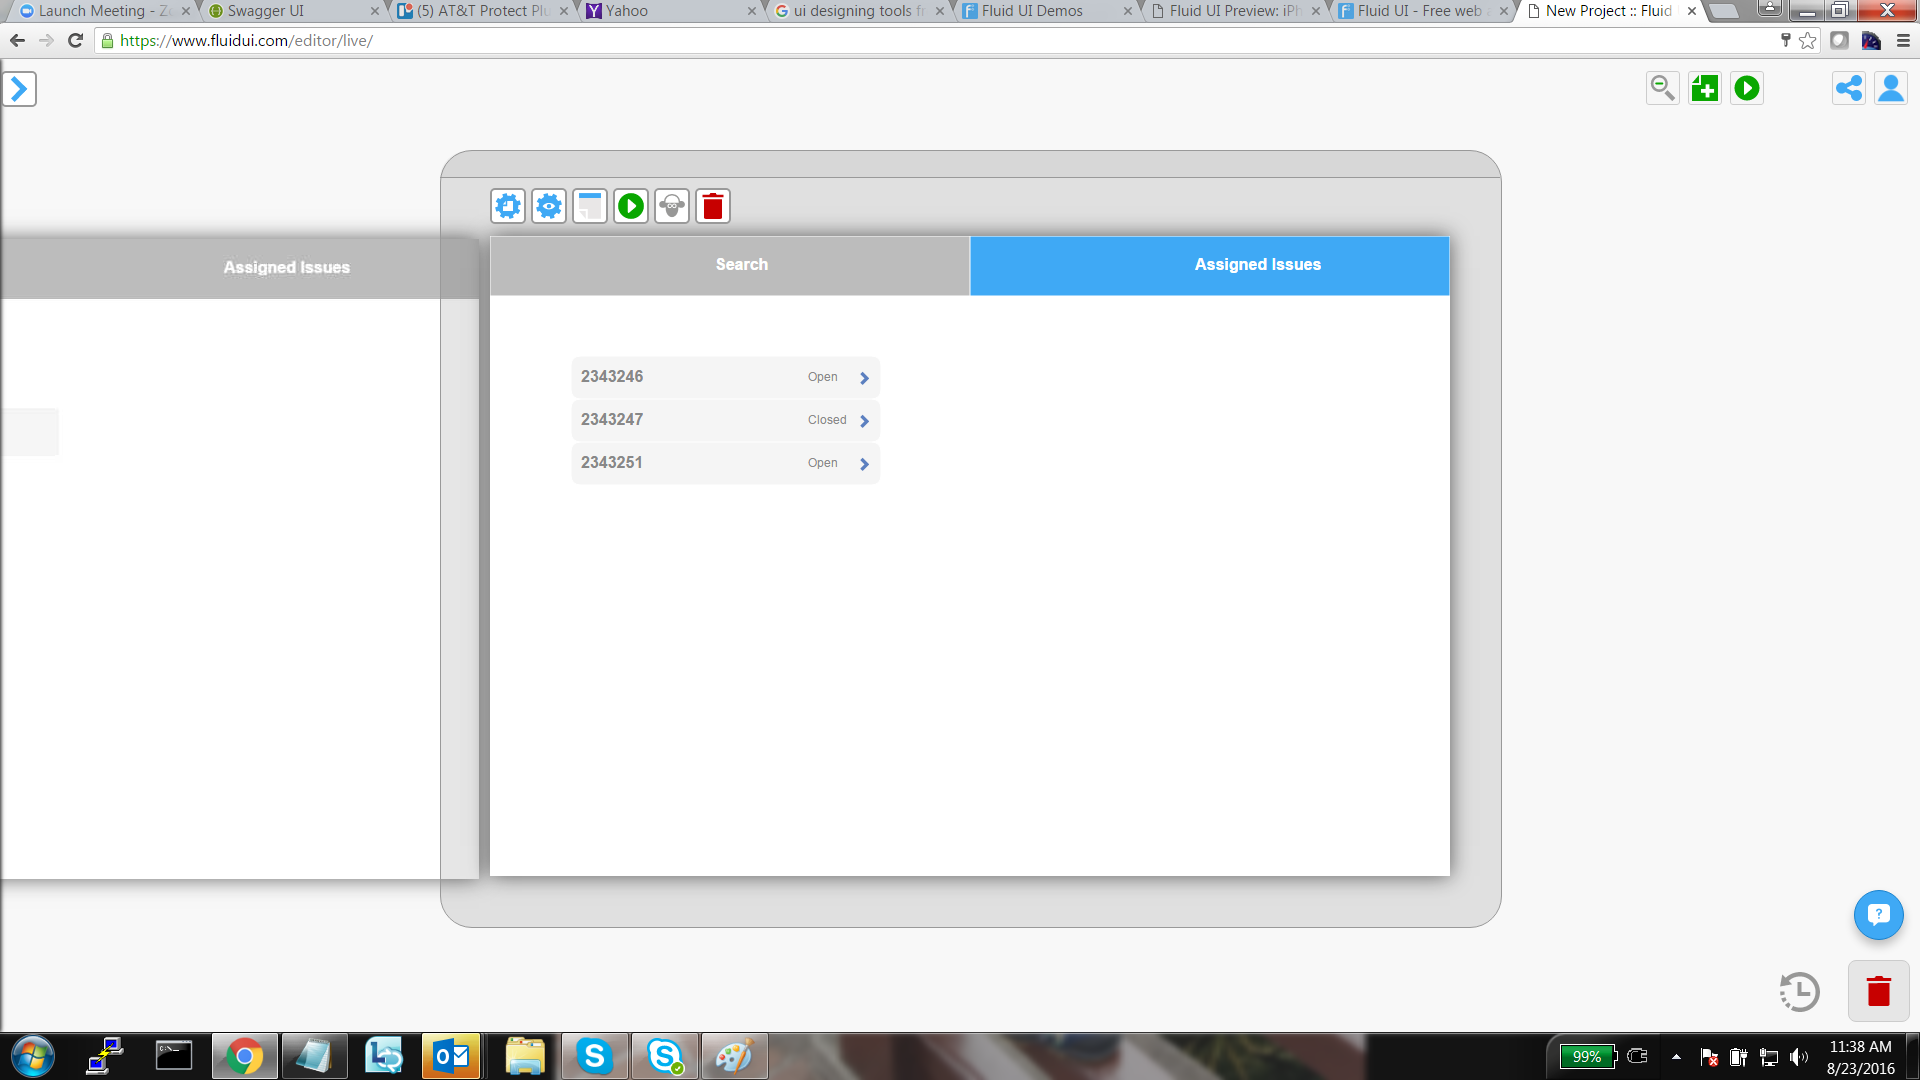 Launch Meeting - Zo
Swagger UI
(5) AT&T Protect Plu
Yahoo
ui designing tools fr
Fluid UI Demos
Fluid UI Preview: iPh
Fluid UI - Free web a
New Project :: Fluid
https://www.fluidui.com/editor/live/
Assigned Issues
Search
Assigned Issues
2343246 Open
2343247 Closed
2343251 Open
99%
11:38 AM
8/23/2016